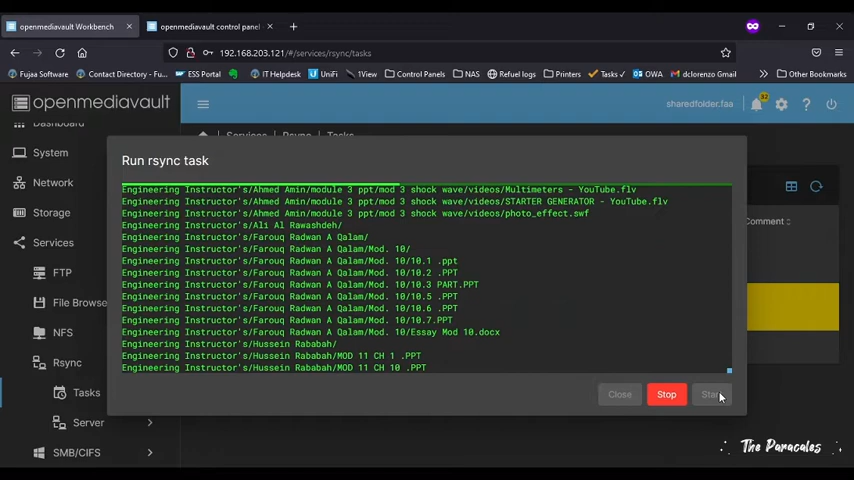 openmediavault Workbench
openmediavault control panel
192.168.203.121/#/services/rsync/tasks
Fujaa Software
Contact Directory - Fu...
ESS Portal
IT Helpdesk
UniFi
1View
Control Panels
NAS
Refuel logs
Printers
Tasks ✓
OWA
dclorenzo Gmail
Other Bookmarks
openmediavault
sharedfolder.faa
32
Dashboard
Services
Rsync
Tasks
System
Run rsync task
Network
Storage
Services
FTP
File Browse
NFS
Rsync
Tasks
Server
SMB/CIFS
Comment
Engineering Instructor's/Ahmed Amin/module 3 ppt/mod 3 shock wave/videos/Multimeters - YouTube.flv
Engineering Instructor's/Ahmed Amin/module 3 ppt/mod 3 shock wave/videos/STARTER GENERATOR - YouTube.flv
Engineering Instructor's/Ahmed Amin/module 3 ppt/mod 3 shock wave/videos/photo_effect.swf
Engineering Instructor's/Ali Al Rawashdeh/
Engineering Instructor's/Farouq Radwan A Qalam/
Engineering Instructor's/Farouq Radwan A Qalam/Mod. 10/
Engineering Instructor's/Farouq Radwan A Qalam/Mod. 10/10.1 .ppt
Engineering Instructor's/Farouq Radwan A Qalam/Mod. 10/10.2 .PPT
Engineering Instructor's/Farouq Radwan A Qalam/Mod. 10/10.3 PART.PPT
Engineering Instructor's/Farouq Radwan A Qalam/Mod. 10/10.5 .PPT
Engineering Instructor's/Farouq Radwan A Qalam/Mod. 10/10.6 .PPT
Engineering Instructor's/Farouq Radwan A Qalam/Mod. 10/10.7.PPT
Engineering Instructor's/Farouq Radwan A Qalam/Mod. 10/Essay Mod 10.docx
Engineering Instructor's/Hussein Rababah/
Engineering Instructor's/Hussein Rababah/MOD 11 CH 1 .PPT
Engineering Instructor's/Hussein Rababah/MOD 11 CH 10 .PPT
Close
Stop
Start
The Paracales